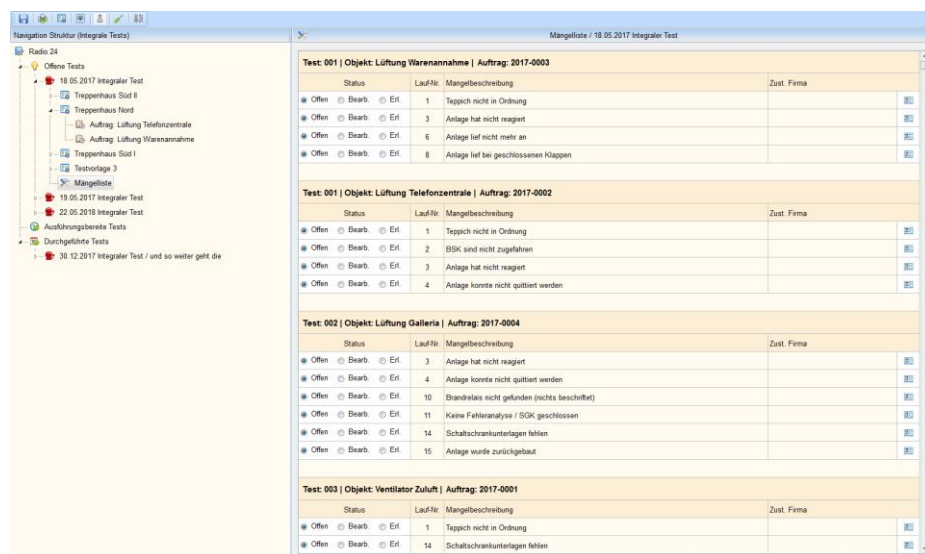 Navigation Struktur (Integrale Tests)
Mängelliste / 18.05.2017 Integraler Test
Radio 24
Offene Tests
18.05.2017 Integraler Test
Treppenhaus Süd II
Treppenhaus Nord
Auftrag: Lüftung Telefonzentrale
Auftrag: Lüftung Warenannahme
Treppenhaus Süd I
Testvorlage 3
Mängelliste
19.05.2017 Integraler Test
22.05.2018 Integraler Test
Ausführungsbereite Tests
Durchgeführte Tests
30.12.2017 Integraler Test / und so weiter geht die
Test: 001 | Objekt: Lüftung Warenannahme | Auftrag: 2017-0003
Status Lauf-Nr. Mangelbeschreibung Zust. Firma
Offen Bearb. Erl. 1 Teppich nicht in Ordnung
Offen Bearb. Erl. 3 Anlage hat nicht reagiert
Offen Bearb. Erl. 6 Anlage lief nicht mehr an
Offen Bearb. Erl. 8 Anlage lief bei geschlossenen Klappen
Test: 001 | Objekt: Lüftung Telefonzentrale | Auftrag: 2017-0002
Status Lauf-Nr. Mangelbeschreibung Zust. Firma
Offen Bearb. Erl. 1 Teppich nicht in Ordnung
Offen Bearb. Erl. 2 BSK sind nicht zugefahren
Offen Bearb. Erl. 3 Anlage hat nicht reagiert
Offen Bearb. Erl. 4 Anlage konnte nicht quittiert werden
Test: 002 | Objekt: Lüftung Galleria | Auftrag: 2017-0004
Status Lauf-Nr. Mangelbeschreibung Zust. Firma
Offen Bearb. Erl. 3 Anlage hat nicht reagiert
Offen Bearb. Erl. 4 Anlage konnte nicht quittiert werden
Offen Bearb. Erl. 10 Brandrelais nicht gefunden (nichts beschriftet)
Offen Bearb. Erl. 11 Keine Fehleranalyse / SGK geschlossen
Offen Bearb. Erl. 14 Schaltschrankunterlagen fehlen
Offen Bearb. Erl. 15 Anlage wurde zurückgebaut
Test: 003 | Objekt: Ventilator Zuluft | Auftrag: 2017-0001
Status Lauf-Nr. Mangelbeschreibung Zust. Firma
Offen Bearb. Erl. 1 Teppich nicht in Ordnung
Offen Bearb. Erl. 14 Schaltschrankunterlagen fehlen